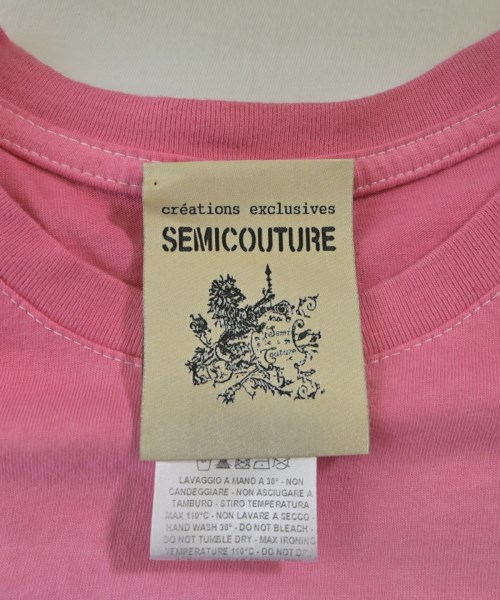 créations exclusives
SEMICOUTURE
Semi
Couture
LAVAGGIO A MANO A 30° - NON
CANDEGGIARE - NON ASCIUGARE A
TAMBURO - STIRO TEMPERATURA
MAX 110°C - NON LAVARE A SECCO -
HAND WASH 30° - DO NOT BLEACH -
DO NOT TUMBLE DRY - MAX IRONING
TEMPERATURE 110°C - DO NOT DRY